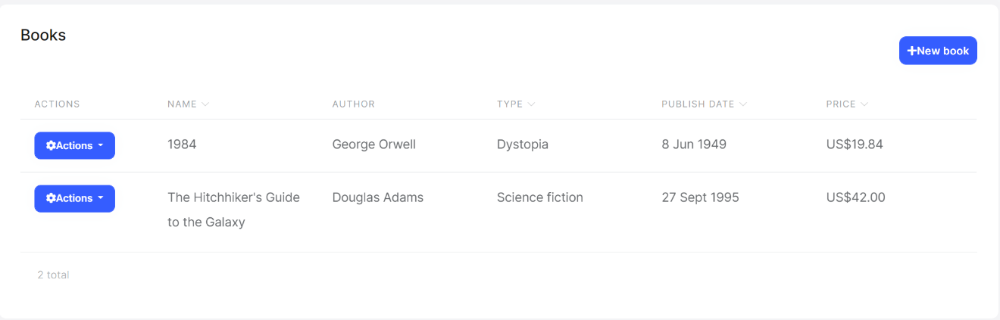 Books
New book
ACTIONS NAME AUTHOR TYPE PUBLISH DATE PRICE
Actions 1984 George Orwell Dystopia 8 Jun 1949 US$19.84
Actions The Hitchhiker's Guide Douglas Adams Science fiction 27 Sept 1995 US$42.00
to the Galaxy
2 total